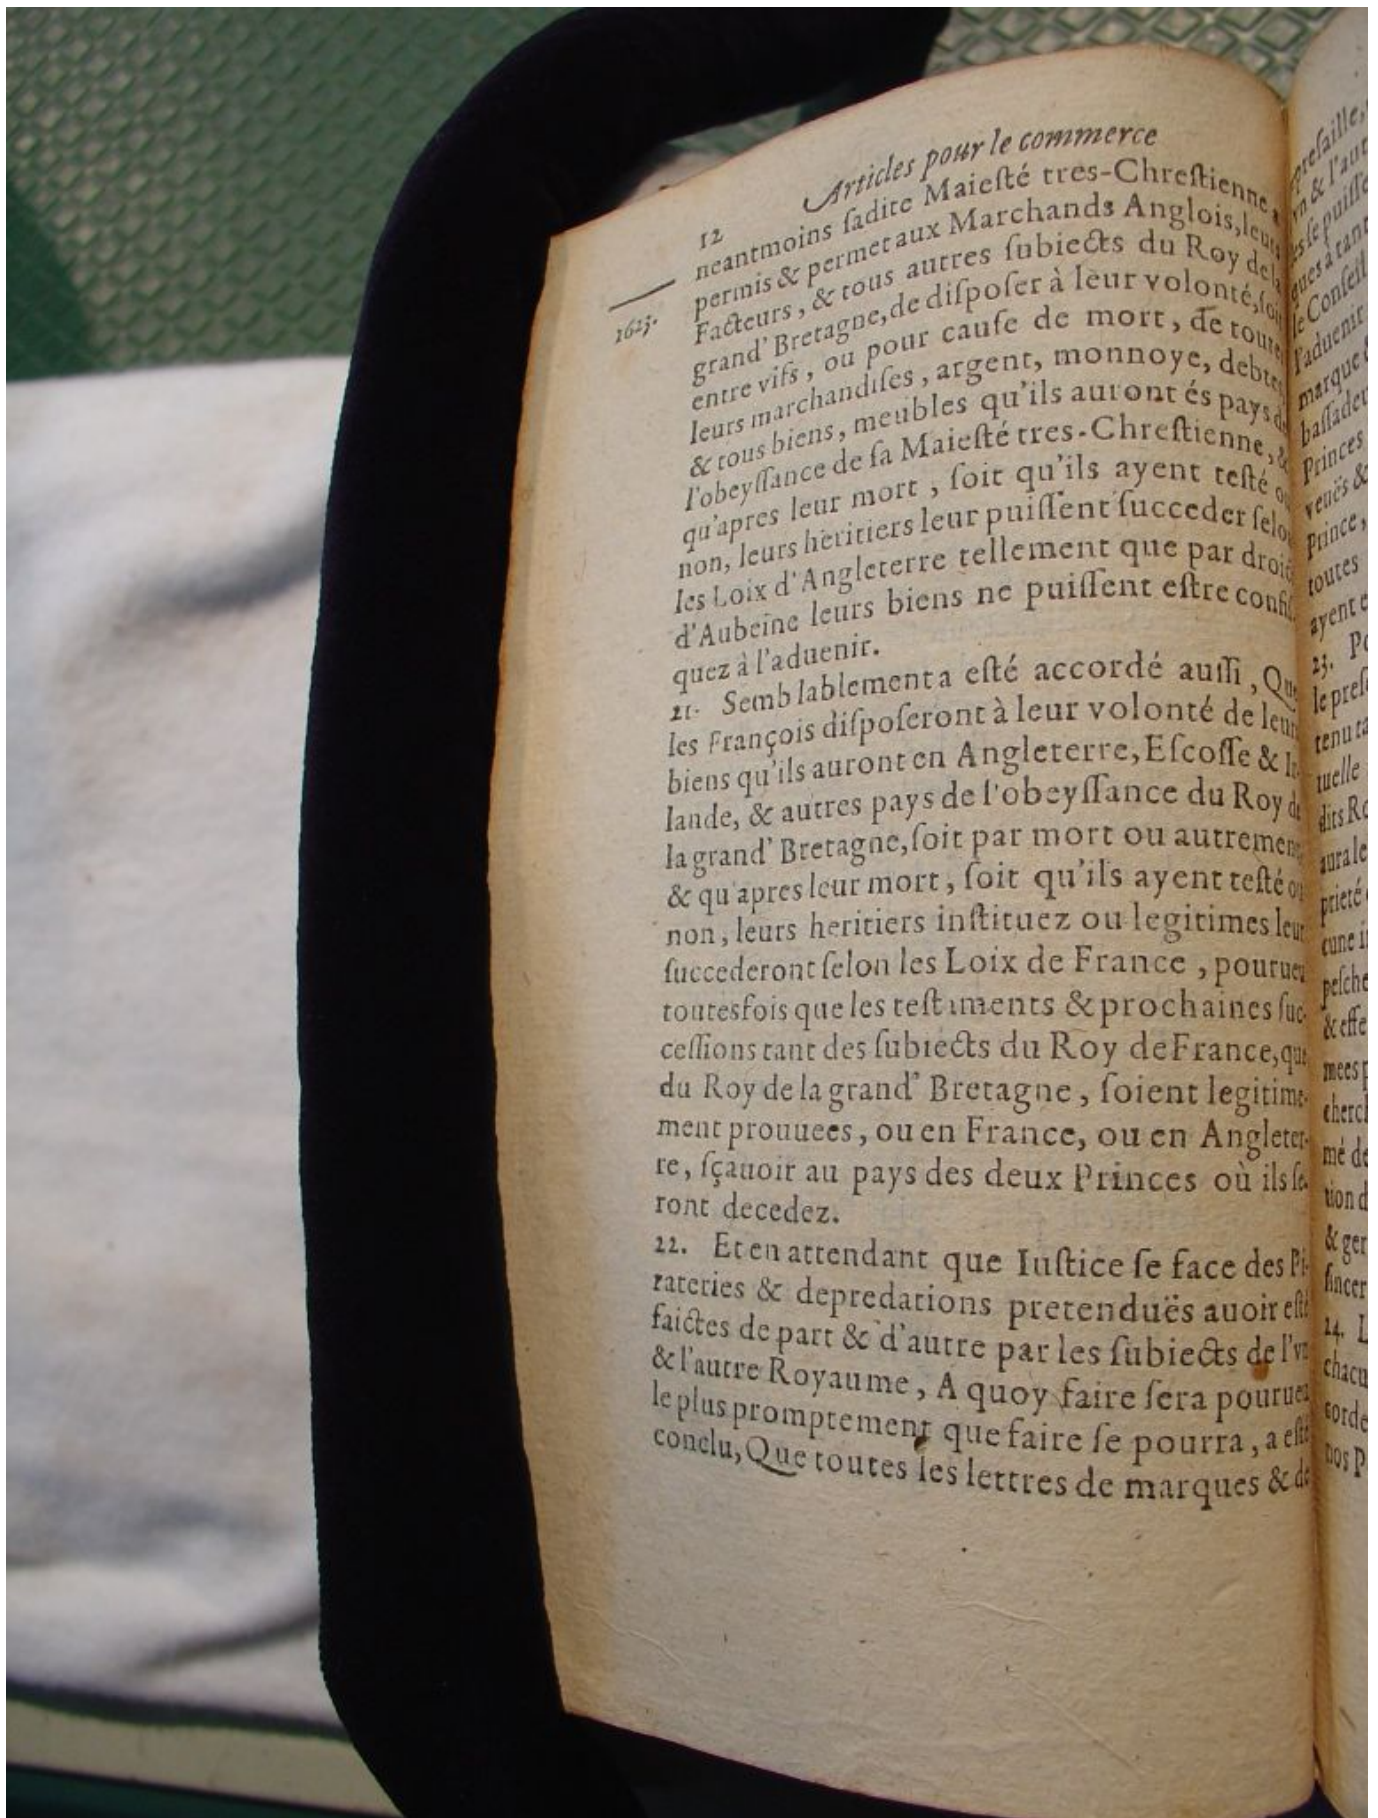 12 Articles pour le commerce
neantmoins ſadite Maieſté tres-Chreſtienne a
permis & permet aux Marchands Anglois, leurs
1623.
Facteurs, & tous autres ſubiects du Roy de la
grand' Bretagne, de diſpoſer à leur volonté, ſoit
entre vifs, ou pour cauſe de mort, de toutes
leurs marchandiſes, argent, monnoye, debtes
& tous biens, meubles qu'ils auront és pays de
l'obeyſſance de ſa Maieſté tres-Chreſtienne, &
qu'apres leur mort, ſoit qu'ils ayent teſté ou
non, leurs heritiers leur puiſſent ſucceder ſelon
les Loix d'Angleterre tellement que par droict
d'Aubeine leurs biens ne puiſſent eſtre confiſ-
quez à l'aduenir.
21. Semblablement a eſté accordé auſſi, Que
les François diſpoſeront à leur volonté de leurs
biens qu'ils auront en Angleterre, Eſcoſſe & Ir-
lande, & autres pays de l'obeyſſance du Roy de
la grand' Bretagne, ſoit par mort ou autrement
& qu'apres leur mort, ſoit qu'ils ayent teſté ou
non, leurs heritiers inſtituez ou legitimes leur
ſuccederont ſelon les Loix de France, pourueu
toutesfois que les teſtaments & prochaines ſuc-
ceſſions tant des ſubiects du Roy de France, que
du Roy de la grand' Bretagne, ſoient legitime-
ment prouuees, ou en France, ou en Angleter-
re, ſçauoir au pays des deux Princes où ils ſe-
ront decedez.
22. Et en attendant que Iuſtice ſe face des Pi-
rateries & depredations pretenduës auoir eſté
faictes de part & d'autre par les ſubiects de l'vn
& l'autre Royaume, A quoy faire ſera pourueu
le plus promptement que faire ſe pourra, a eſté
conclu, Que toutes les lettres de marques & de